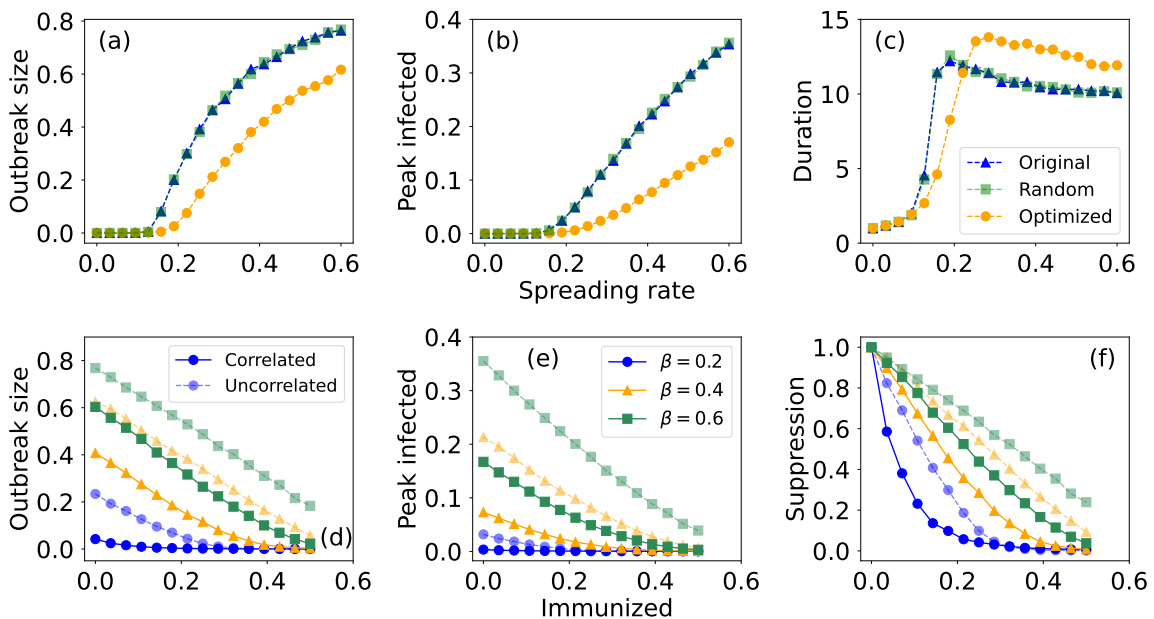 (a)
Outbreak size
0.8
0.6
0.4
0.2
0.0
0.0 0.2 0.4 0.6
(b)
Peak infected
0.4
0.3
0.2
0.1
0.0
0.0 0.2 0.4 0.6
Spreading rate
(c)
Duration
15
10
5
0
Original
Random
Optimized
0.0 0.2 0.4 0.6
Outbreak size
0.8
0.6
0.4
0.2
0.0
Correlated
Uncorrelated
(d)
0.0 0.2 0.4 0.6
(e)
Peak infected
0.4
0.3
0.2
0.1
0.0
β = 0.2
β = 0.4
β = 0.6
0.0 0.2 0.4 0.6
Immunized
(f)
Suppression
1.0
0.8
0.6
0.4
0.2
0.0
0.0 0.2 0.4 0.6